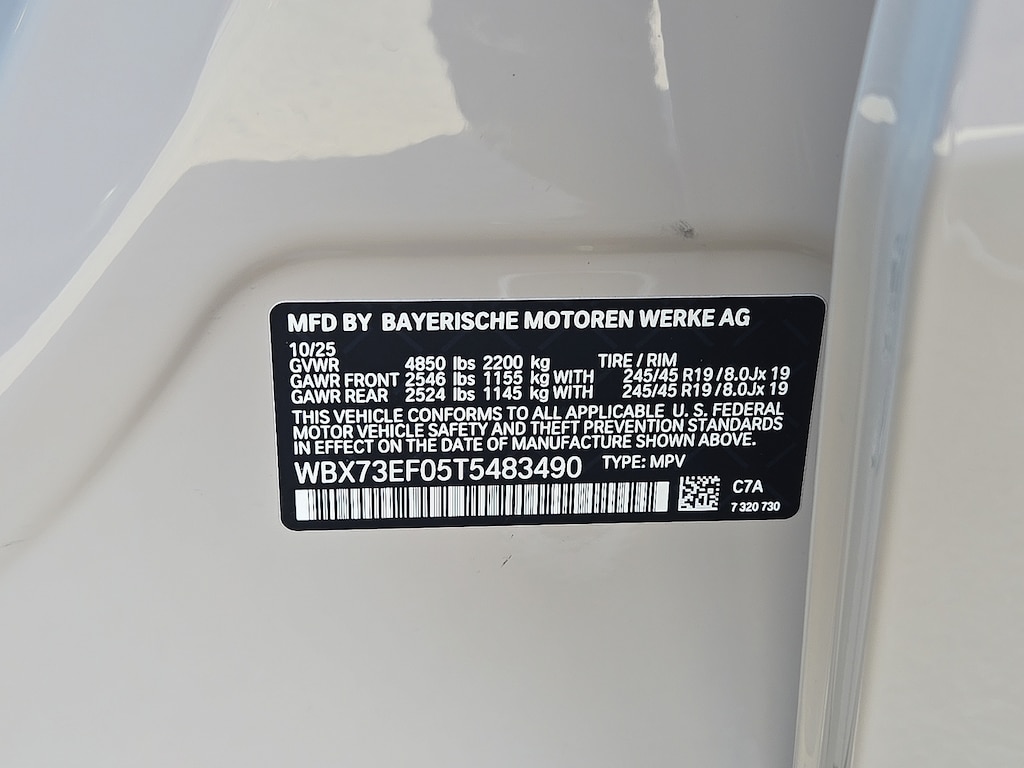 MFD BY BAYERISCHE MOTOREN WERKE AG
10/25
GVWR 4850 lbs 2200 kg TIRE / RIM
GAWR FRONT 2546 lbs 1155 kg WITH 245/45 R19 / 8.0Jx 19
GAWR REAR 2524 lbs 1145 kg WITH 245/45 R19 / 8.0Jx 19
THIS VEHICLE CONFORMS TO ALL APPLICABLE U. S. FEDERAL
MOTOR VEHICLE SAFETY AND THEFT PREVENTION STANDARDS
IN EFFECT ON THE DATE OF MANUFACTURE SHOWN ABOVE.
WBX73EF05T5483490 TYPE: MPV
C7A
7 320 730